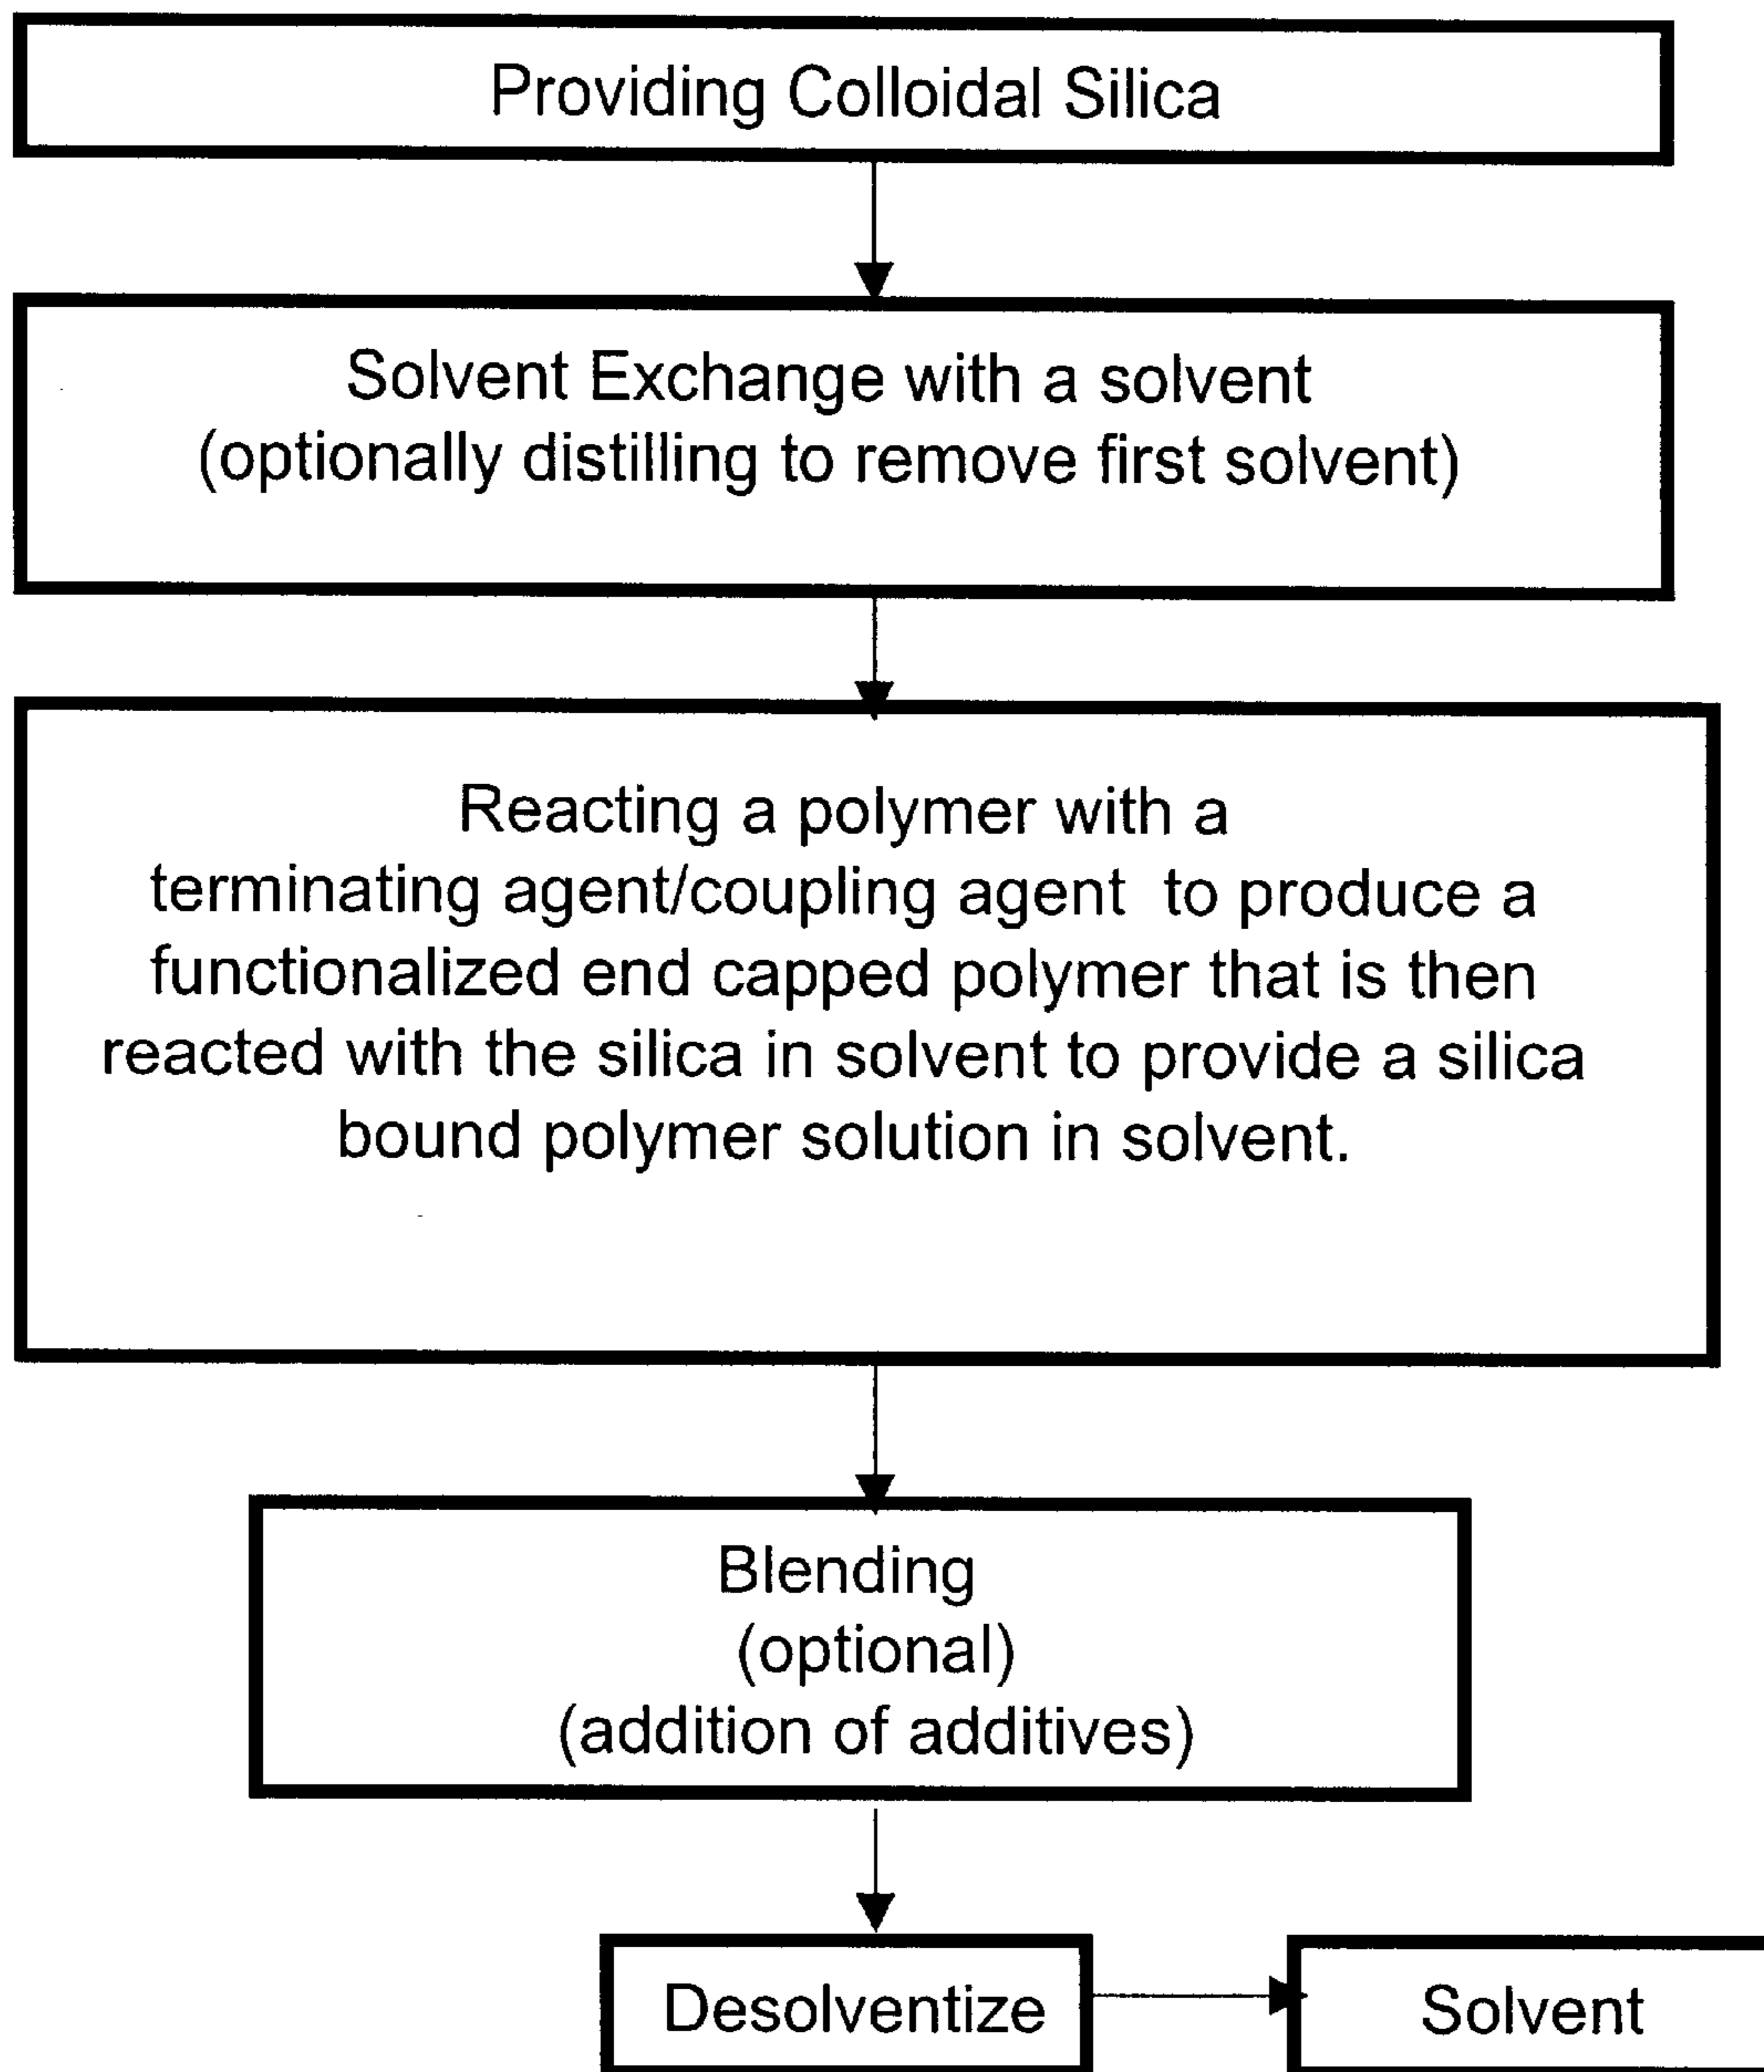 Providing Colloidal Silica
Solvent Exchange with a solvent
(optionally distilling to remove first solvent)
Reacting a polymer with a
terminating agent/coupling agent to produce a
functionalized end capped polymer that is then
reacted with the silica in solvent to provide a silica
bound polymer solution in solvent.
Blending
(optional)
(addition of additives)
Desolventize
Solvent